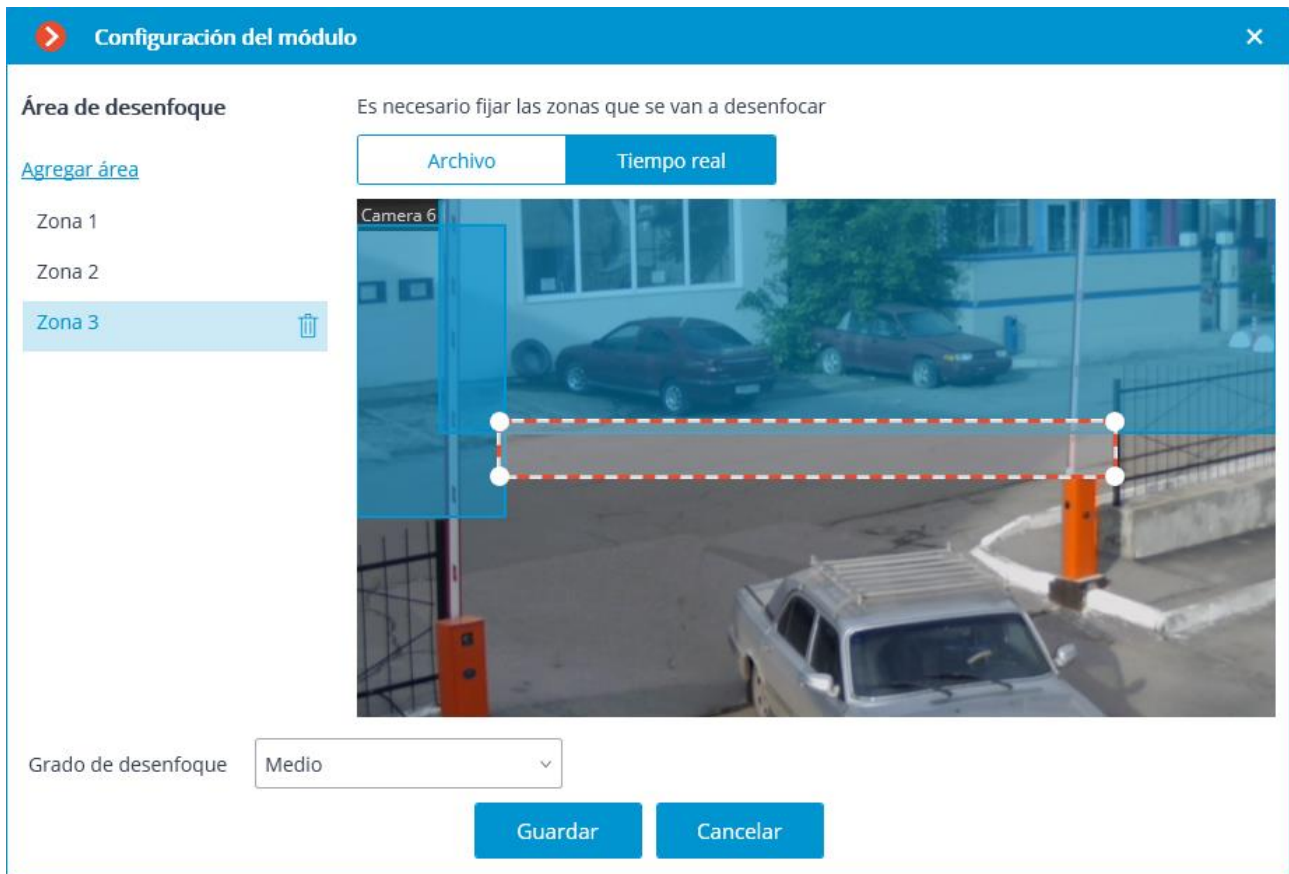 Configuración del módulo
Área de desenfoque
Es necesario fijar las zonas que se van a desenfocar
Agregar área
Archivo
Tiempo real
Zona 1
Zona 2
Zona 3
Camera 6
Grado de desenfoque
Medio
Guardar
Cancelar